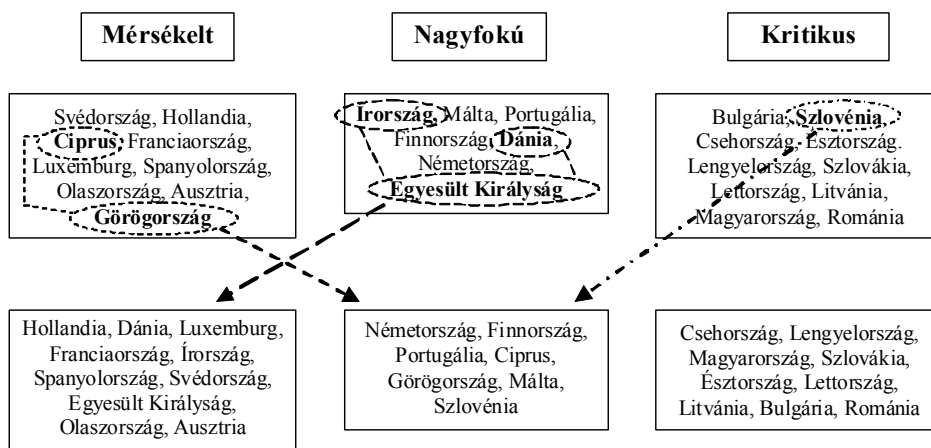 Mérsékelt
Nagyfokú
Kritikus
Svédország, Hollandia,
Ciprus, Franciaország,
Luxemburg, Spanyolország,
Olaszország, Ausztria,
Görögország
Írország, Málta, Portugália,
Finnország, Dánia,
Németország,
Egyesült Királyság
Bulgária, Szlovénia,
Csehország, Észtország.
Lengyelország, Szlovákia,
Lettország, Litvánia,
Magyarország, Románia
Hollandia, Dánia, Luxemburg,
Franciaország, Írország,
Spanyolország, Svédország,
Egyesült Királyság,
Olaszország, Ausztria
Németország, Finnország,
Portugália, Ciprus,
Görögország, Málta,
Szlovénia
Csehország, Lengyelország,
Magyarország, Szlovákia,
Észtország, Lettország,
Litvánia, Bulgária, Románia